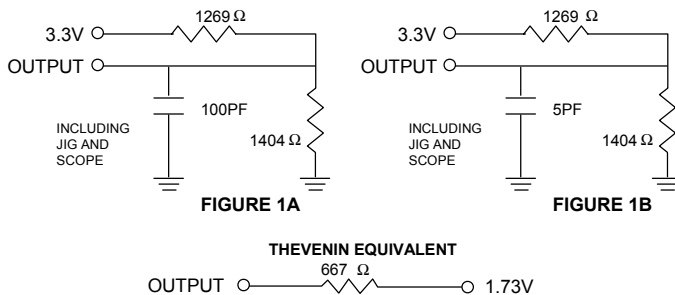 1269 Ω
3.3V
OUTPUT
INCLUDING
JIG AND
SCOPE
100PF
1404 Ω
FIGURE 1A
1269 Ω
3.3V
OUTPUT
INCLUDING
JIG AND
SCOPE
5PF
1404 Ω
FIGURE 1B
THEVENIN EQUIVALENT
667 Ω
OUTPUT
1.73V